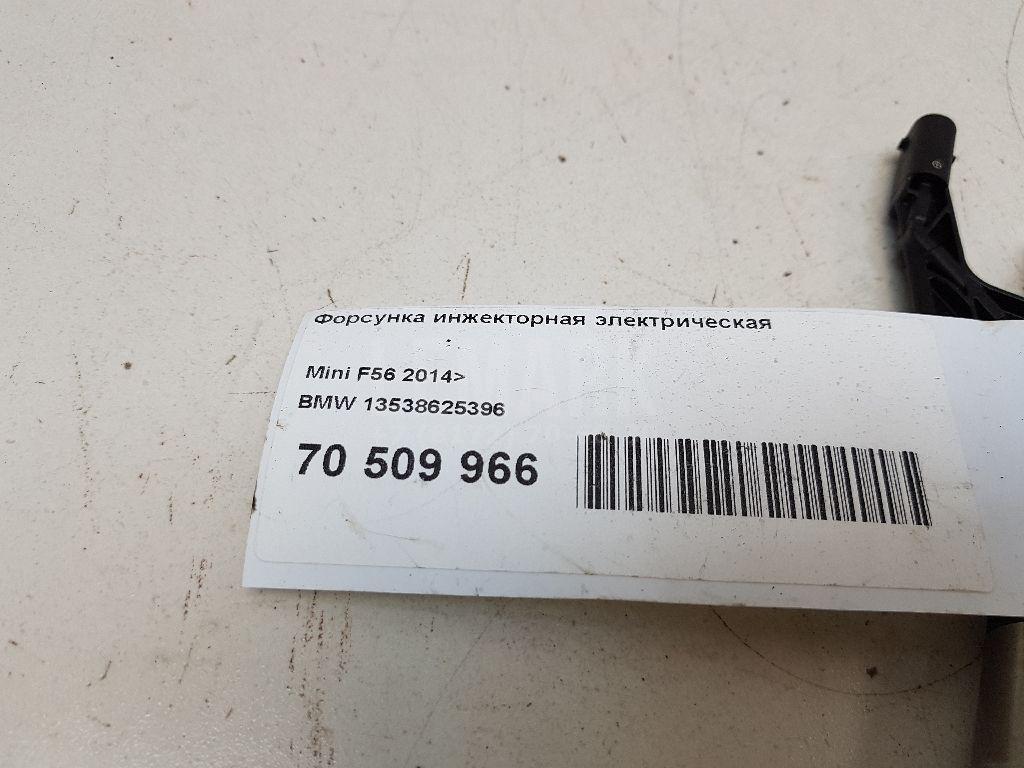 Форсунка инжекторная электрическая
Mini F56 2014>
BMW 13538625396
70 509 966